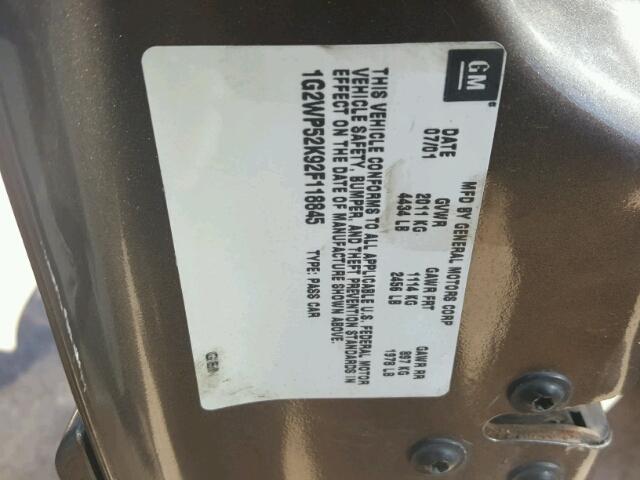 GM
MFD BY GENERAL MOTORS CORP
DATE GVWR GAWR FRT GAWR RR
07/01 2011 KG 1114 KG 897 KG
4434 LB 2456 LB 1978 LB
THIS VEHICLE CONFORMS TO ALL APPLICABLE U.S. FEDERAL MOTOR
VEHICLE SAFETY, BUMPER, AND THEFT PREVENTION STANDARDS IN
EFFECT ON THE DATE OF MANUFACTURE SHOWN ABOVE.
1G2WP52K92F118845 TYPE: PASS CAR